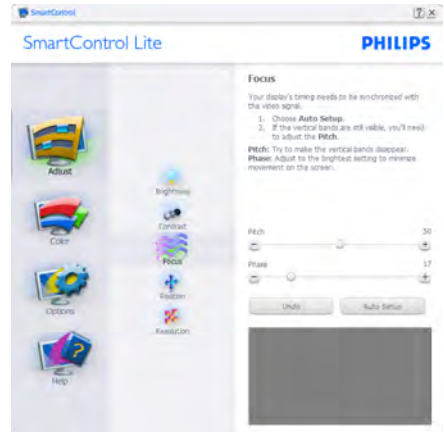 SmartControl
SmartControl Lite
PHILIPS
Adjust
Color
Options
Help
Brightness
Contrast
Focus
Position
Resolution
Focus
Your display's timing needs to be synchronized with
the video signal.
1. Choose Auto Setup.
2. If the vertical bands are still visible, you'll need
to adjust the Pitch.
Pitch: Try to make the vertical bands disappear.
Phase: Adjust to the brightest setting to minimize
movement on the screen.
Pitch 50
Phase 17
Undo Auto Setup